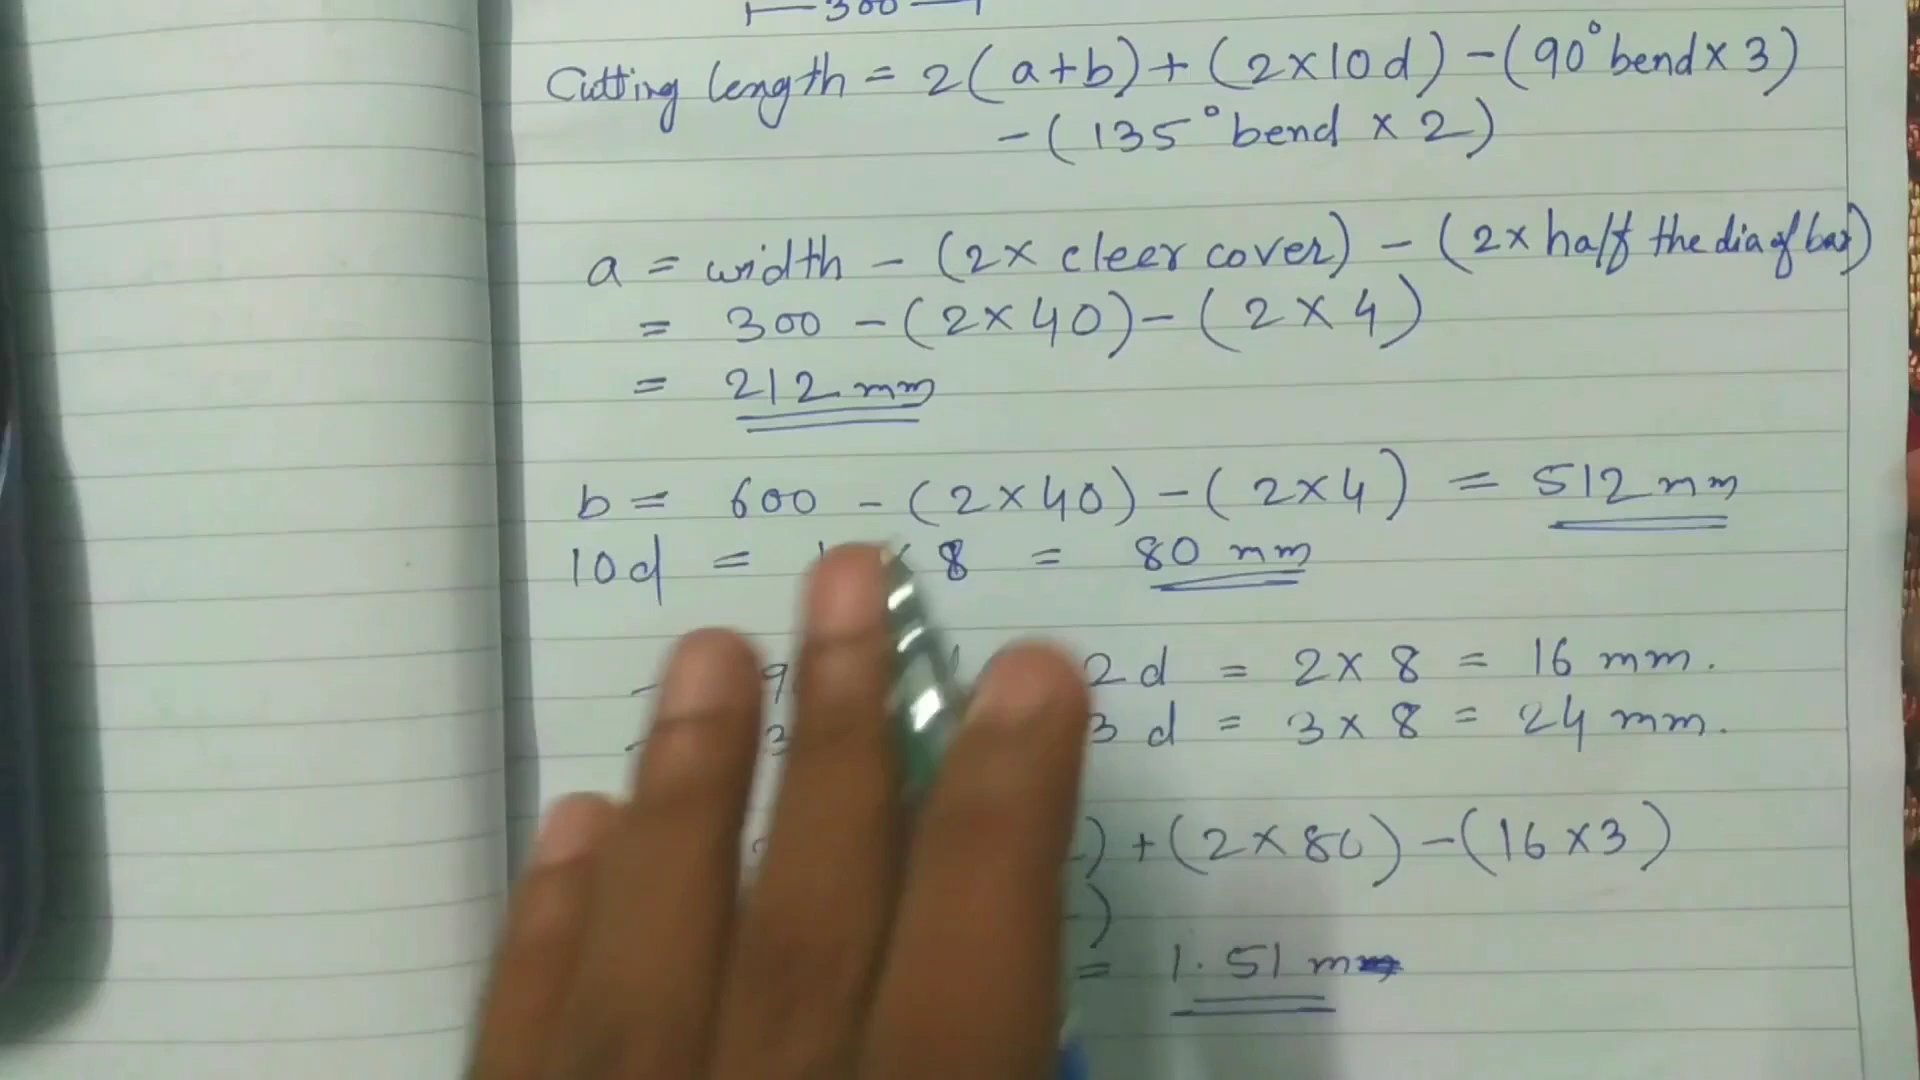 300
Cutting length = 2(a+b)+(2×10d)-(90°bend×3)
-(135°bend × 2)
a = width - (2× cleer cover) - (2× half the dia of bar)
= 300 -(2×40)-(2×4)
= 212 mm
b = 600 -(2×40)-(2×4) = 512 mm
10d = × 8 = 80 mm
2d = 2×8 = 16 mm.
3d = 3×8 = 24 mm.
)+(2×80)-(16×3)
)
= 1.51 m